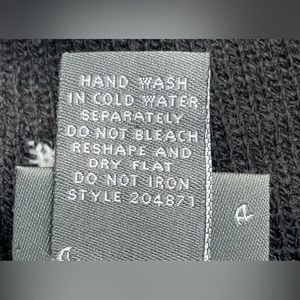 HAND WASH
IN COLD WATER
SEPARATELY
DO NOT BLEACH
RESHAPE AND
DRY FLAT
DO NOT IRON
STYLE 204871